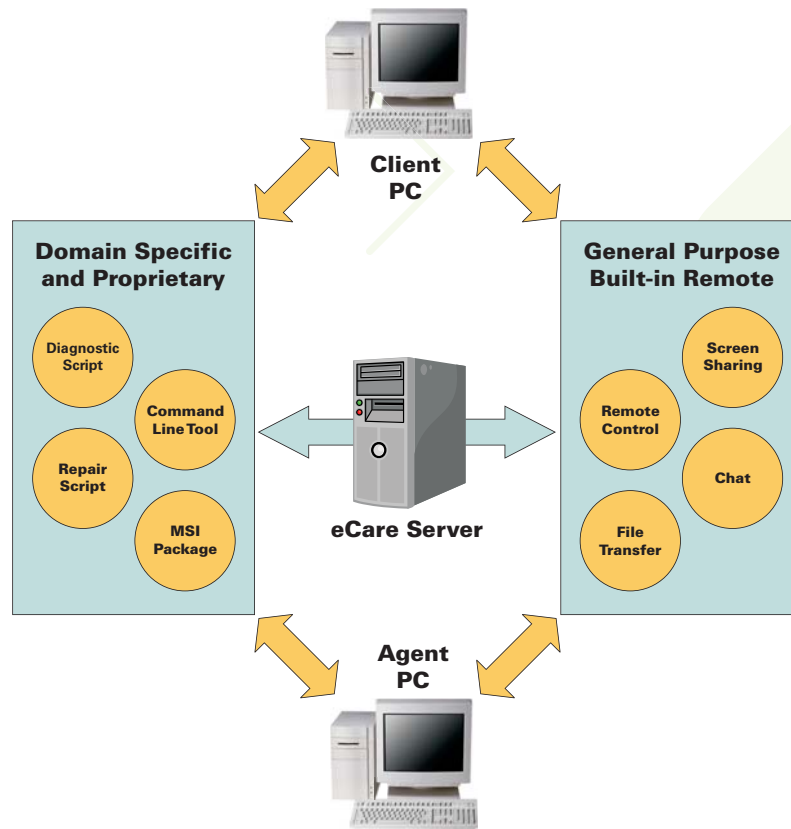 Client
PC
Domain Specific
and Proprietary
Diagnostic
Script
Command
Line Tool
Repair
Script
MSI
Package
eCare Server
General Purpose
Built-in Remote
Screen
Sharing
Remote
Control
Chat
File
Transfer
Agent
PC